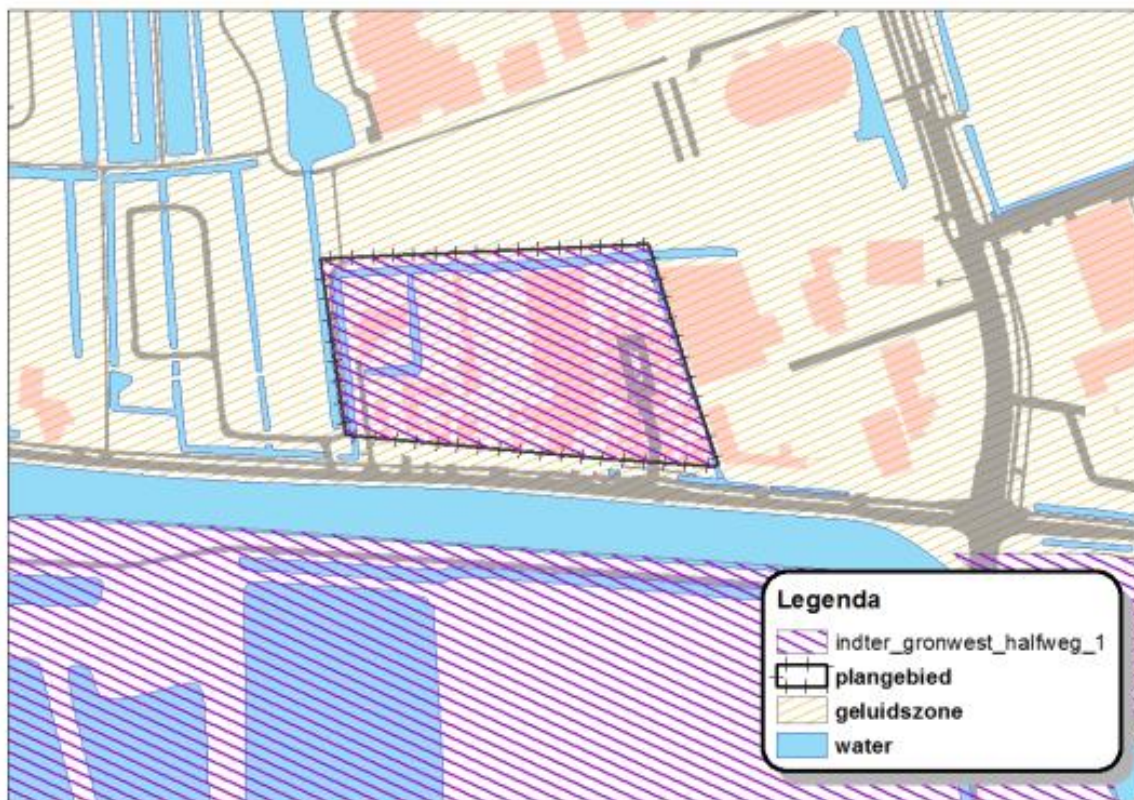 Legenda
indter_gronwest_halfweg_1
plangebied
geluidszone
water